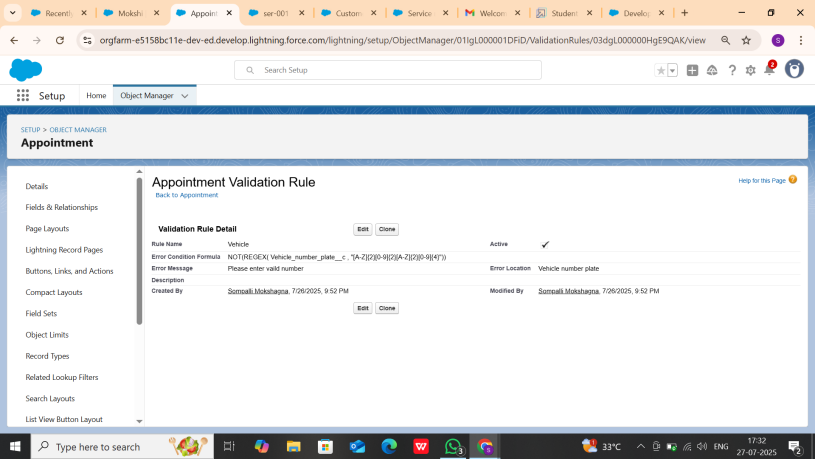 Recentl
Mokshi
Appoint
ser-001
Custom
Service
Welcon
Student
Develop
orgfarm-e5158bc11e-dev-ed.develop.lightning.force.com/lightning/setup/ObjectManager/01IgL000001DFiD/ValidationRules/03dgL000000HgE9QAK/view
S
Search Setup
2
Setup
Home
Object Manager
SETUP > OBJECT MANAGER
Appointment
Details
Fields & Relationships
Page Layouts
Lightning Record Pages
Buttons, Links, and Actions
Compact Layouts
Field Sets
Object Limits
Record Types
Related Lookup Filters
Search Layouts
List View Button Layout
Appointment Validation Rule
Back to Appointment
Help for this Page
Validation Rule Detail
Edit Clone
Rule Name Vehicle Active ✓
Error Condition Formula NOT(REGEX( Vehicle_number_plate__c , "[A-Z]{2}[0-9]{2}[A-Z]{2}[0-9]{4}"))
Error Message Please enter vaild number Error Location Vehicle number plate
Description
Created By Sompalli Mokshagna, 7/26/2025, 9:52 PM Modified By Sompalli Mokshagna, 7/26/2025, 9:52 PM
Edit Clone
Type here to search
3
1
33°C
ENG
17:32
27-07-2025
2